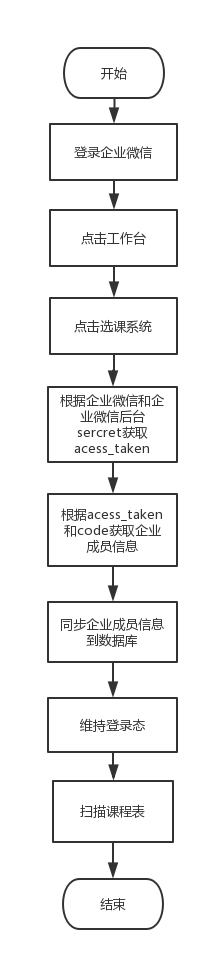 开始
登录企业微信
点击工作台
点击选课系统
根据企业微信和企
业微信后台
sercret获取
acess_taken
根据acess_taken
和code获取企业
成员信息
同步企业成员信息
到数据库
维持登录态
扫描课程表
结束